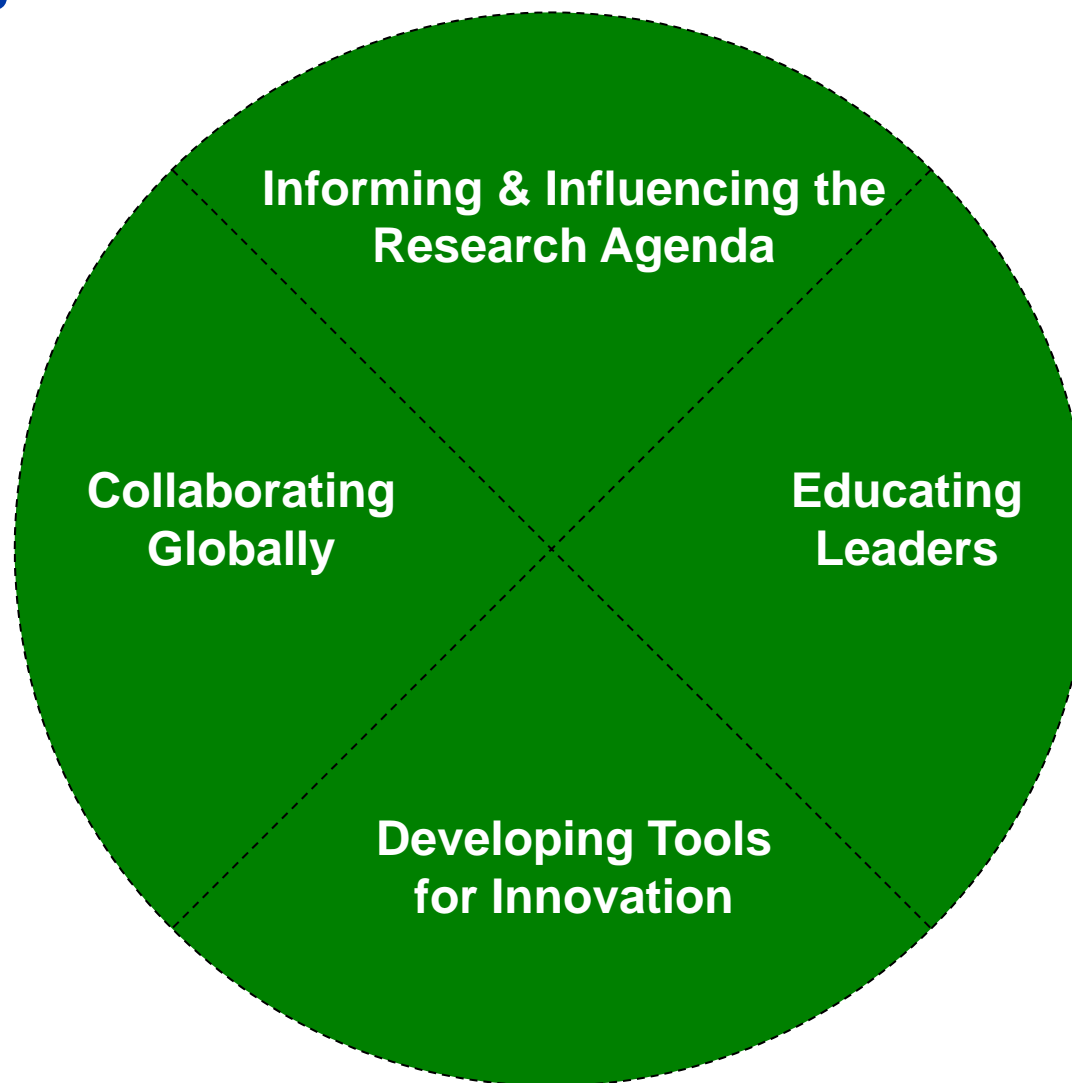 Informing & Influencing the
Research Agenda
Collaborating
Globally
Educating
Leaders
Developing Tools
for Innovation